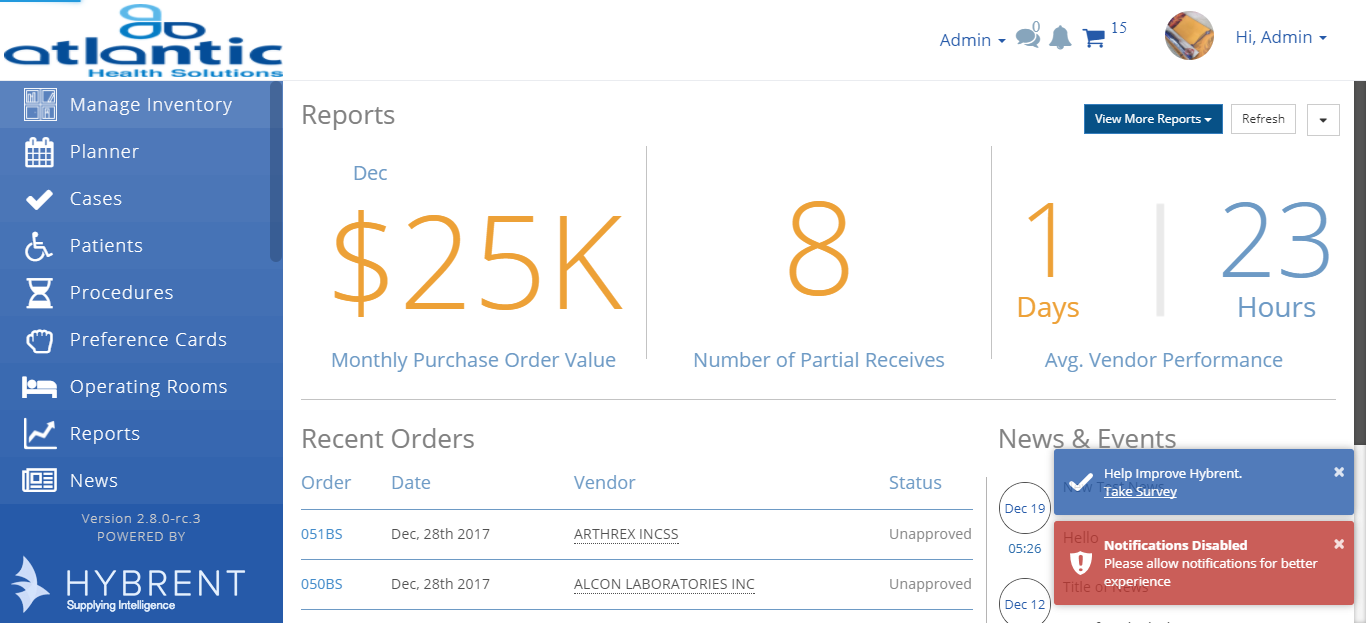 atlantic
Health Solutions
Admin
0
15
Hi, Admin
Manage Inventory
Planner
Cases
Patients
Procedures
Preference Cards
Operating Rooms
Reports
News
Version 2.8.0-rc.3
POWERED BY
HYBRENT
Supplying Intelligence
Reports
View More Reports
Refresh
Dec
$25K
Monthly Purchase Order Value
8
Number of Partial Receives
1
Days
23
Hours
Avg. Vendor Performance
Recent Orders
Order Date Vendor Status
051BS Dec, 28th 2017 ARTHREX INCSS Unapproved
050BS Dec, 28th 2017 ALCON LABORATORIES INC Unapproved
News & Events
Dec 19
05:26
Hello
Dec 12
Title of News
Help Improve Hybrent.
Take Survey
Notifications Disabled
Please allow notifications for better
experience